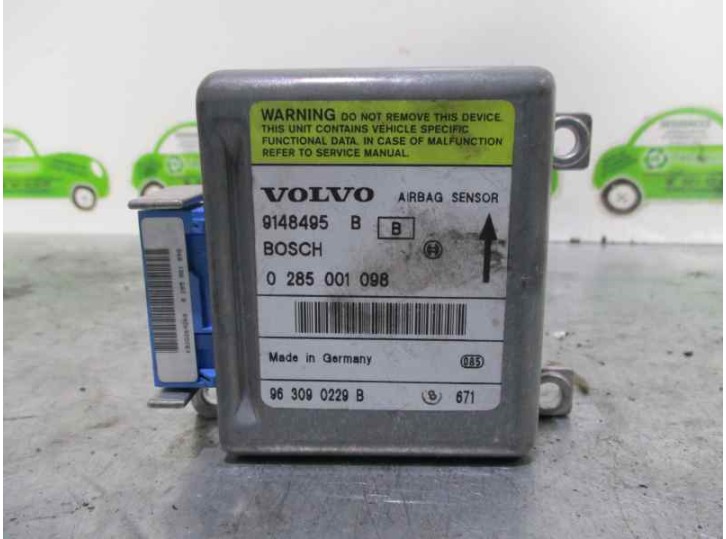 WARNING DO NOT REMOVE THIS DEVICE.
THIS UNIT CONTAINS VEHICLE SPECIFIC
FUNCTIONAL DATA. IN CASE OF MALFUNCTION
REFER TO SERVICE MANUAL.
VOLVO AIRBAG SENSOR
9148495 B B
BOSCH
0 285 001 098
Made in Germany 085
96 309 0229 B B 671